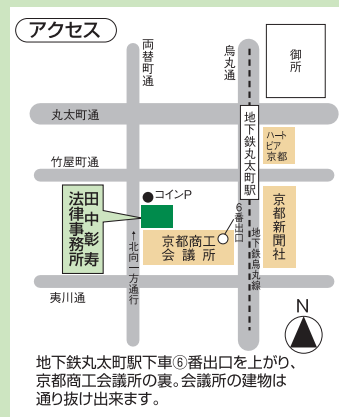 アクセス
両替町通
烏丸通
御所
丸太町通
地下鉄丸太町駅
ハートピア京都
竹屋町通
コインP
6番出口
田中彰寿
法律事務所
京都商工
会議所
京都新聞社
地下鉄烏丸線
←北向一方通行
夷川通
N
地下鉄丸太町駅下車⑥番出口を上がり、
京都商工会議所の裏。会議所の建物は
通り抜け出来ます。